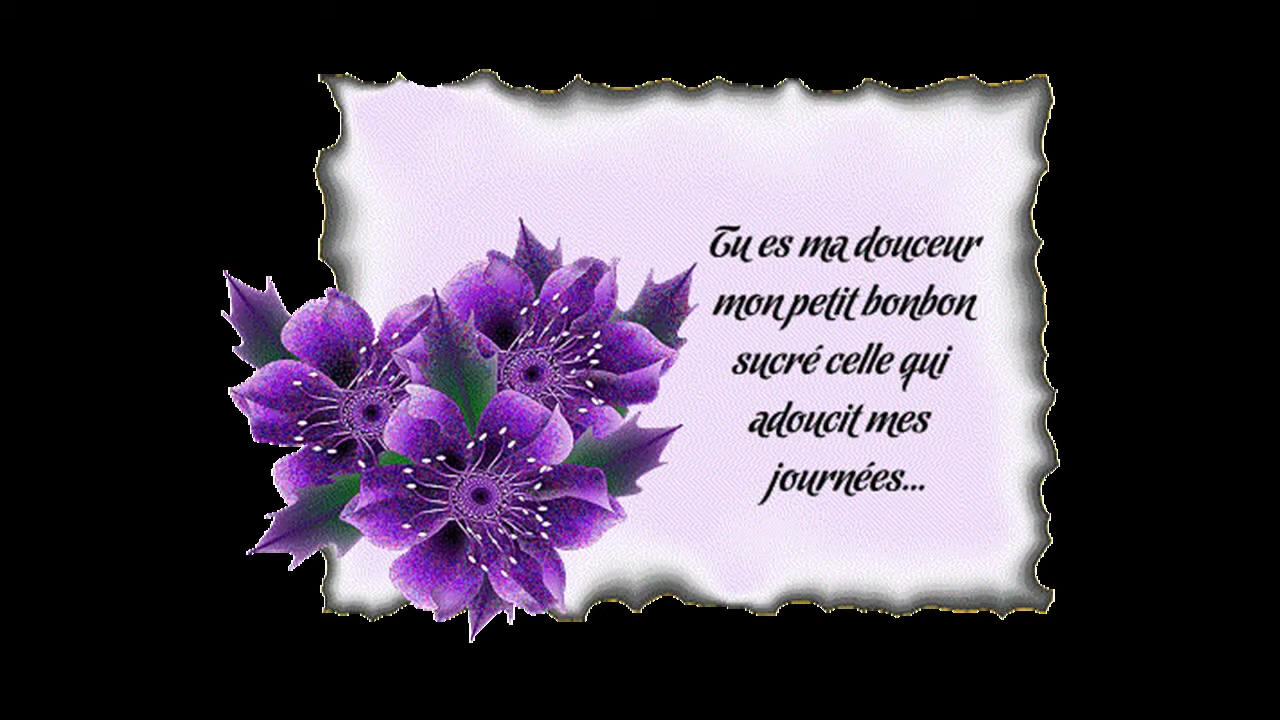 Tu es ma douceur
mon petit bonbon
sucré celle qui
adoucit mes
journées...